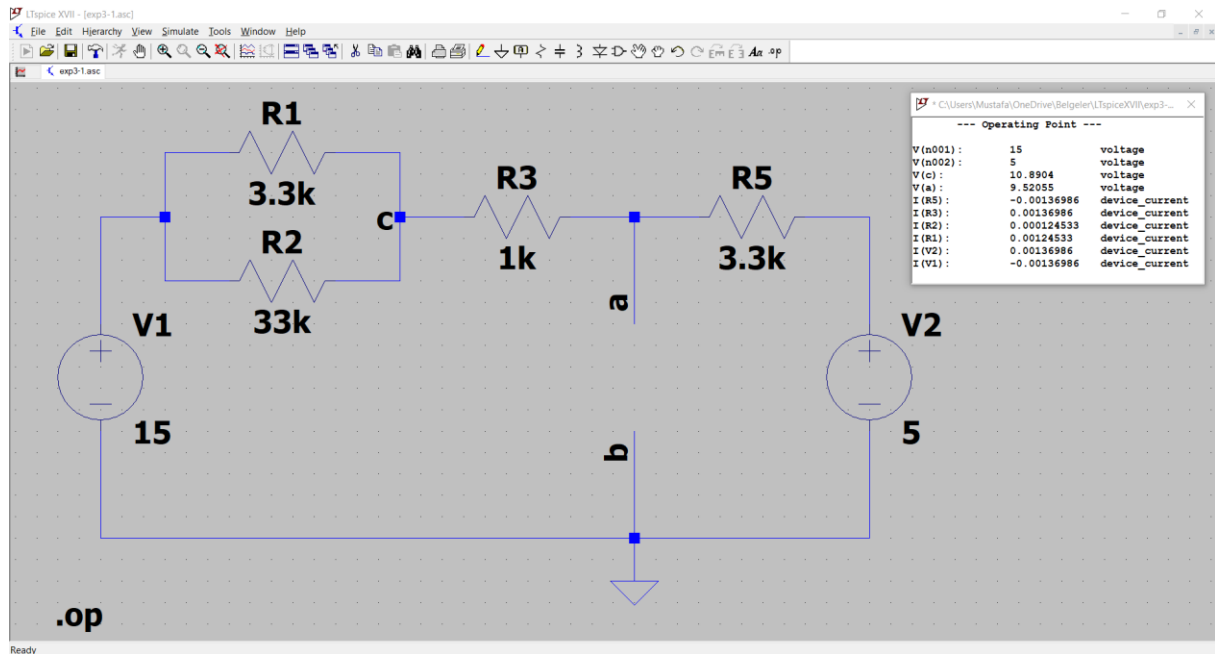 LTspice XVII - [exp3-1.asc]
File Edit Hierarchy View Simulate Tools Window Help
Aa .op
exp3-1.asc
R1
3.3k
R2
33k
c
R3
1k
R5
3.3k
a
b
V1
15
V2
5
.op
* C:\Users\Mustafa\OneDrive\Belgeler\LTspiceXVII\exp3-...
--- Operating Point ---
V(n001): 15 voltage
V(n002): 5 voltage
V(c): 10.8904 voltage
V(a): 9.52055 voltage
I(R5): -0.00136986 device_current
I(R3): 0.00136986 device_current
I(R2): 0.000124533 device_current
I(R1): 0.00124533 device_current
I(V2): 0.00136986 device_current
I(V1): -0.00136986 device_current
Ready